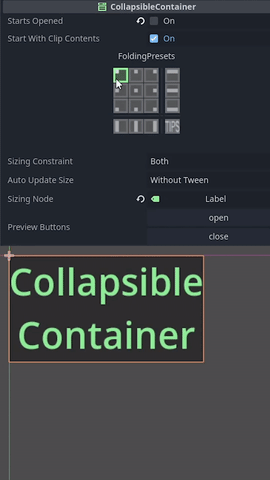 CollapsibleContainer
Starts Opened On
Start With Clip Contents On
FoldingPresets
TIPS
Sizing Constraint Both
Auto Update Size Without Tween
Sizing Node Label
Preview Buttons
open
close
Collapsible
Container